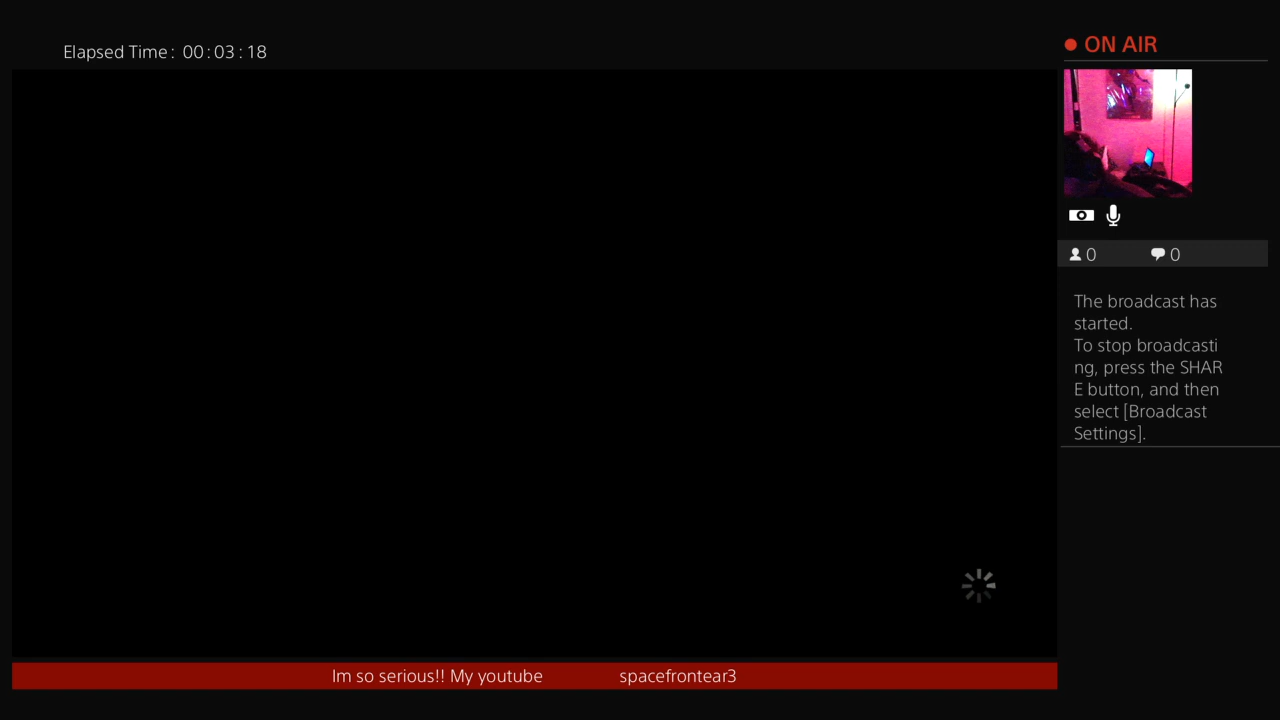 Elapsed Time: 00:03:18
ON AIR
0 0
The broadcast has
started.
To stop broadcasti
ng, press the SHAR
E button, and then
select [Broadcast
Settings].
Im so serious!! My youtube spacefrontear3